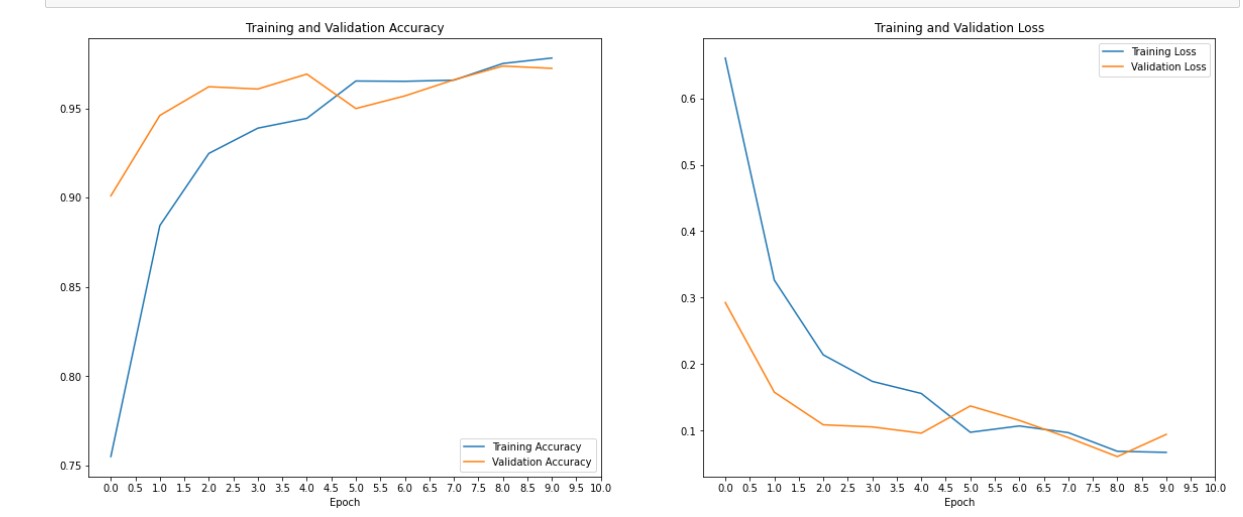 Training and Validation Accuracy
0.95
0.90
0.85
0.80
0.75
Training Accuracy
Validation Accuracy
0.0 0.5 1.0 1.5 2.0 2.5 3.0 3.5 4.0 4.5 5.0 5.5 6.0 6.5 7.0 7.5 8.0 8.5 9.0 9.5 10.0
Epoch
Training and Validation Loss
Training Loss
Validation Loss
0.6
0.5
0.4
0.3
0.2
0.1
0.0 0.5 1.0 1.5 2.0 2.5 3.0 3.5 4.0 4.5 5.0 5.5 6.0 6.5 7.0 7.5 8.0 8.5 9.0 9.5 10.0
Epoch